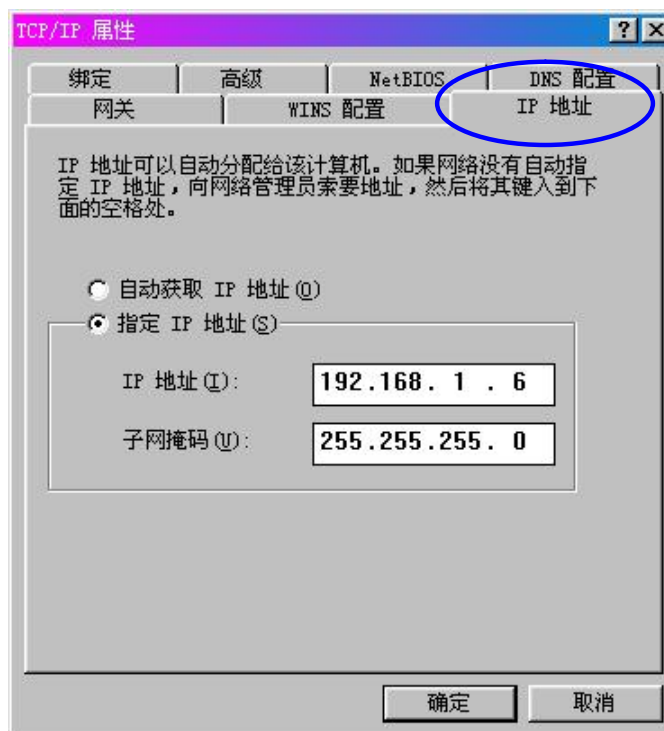 TCP/IP 属性
绑定 高级 NetBIOS DNS 配置
网关 WINS 配置 IP 地址
IP 地址可以自动分配给该计算机。如果网络没有自动指
定 IP 地址，向网络管理员索要地址，然后将其键入到下
面的空格处。
自动获取 IP 地址(O)
指定 IP 地址(S)
IP 地址(I): 192.168. 1 . 6
子网掩码(U): 255.255.255. 0
确定 取消